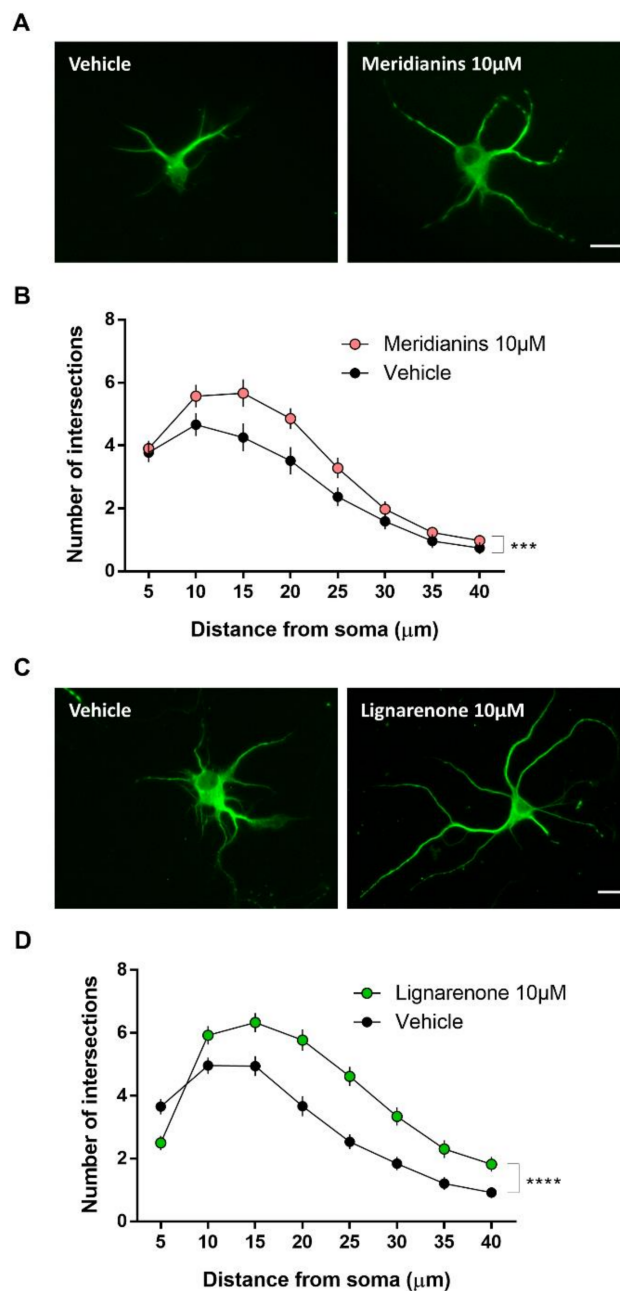 A
Vehicle
Meridianins 10µM
B
Number of intersections
8
6
4
2
0
Meridianins 10µM
Vehicle
***
5 10 15 20 25 30 35 40
Distance from soma (μm)
C
Vehicle
Lignarenone 10µM
D
Number of intersections
8
6
4
2
0
Lignarenone 10µM
Vehicle
****
5 10 15 20 25 30 35 40
Distance from soma (μm)